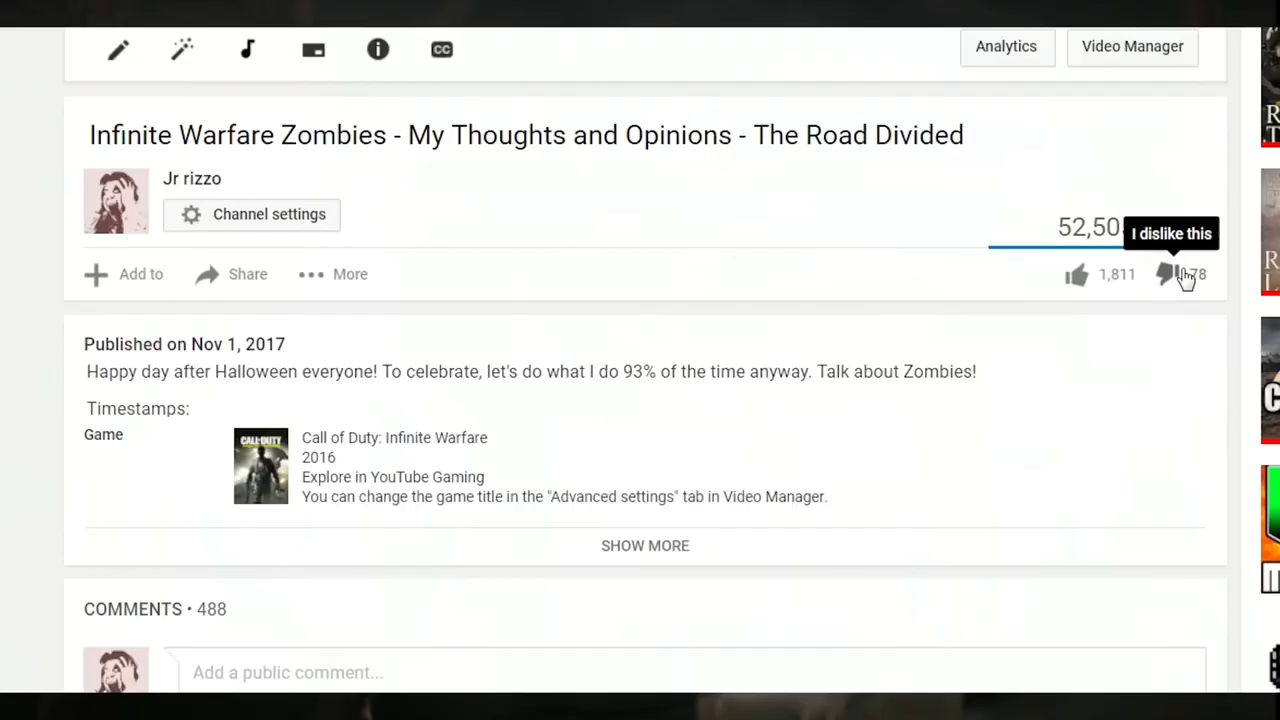 CC
Analytics
Video Manager
Infinite Warfare Zombies - My Thoughts and Opinions - The Road Divided
Jr rizzo
Channel settings
I dislike this
Add to
Share
More
1,811
Published on Nov 1, 2017
Happy day after Halloween everyone! To celebrate, let's do what I do 93% of the time anyway. Talk about Zombies!
Timestamps:
Game
CALL OF DUTY
Call of Duty: Infinite Warfare
2016
Explore in YouTube Gaming
You can change the game title in the "Advanced settings" tab in Video Manager.
SHOW MORE
COMMENTS • 488
Add a public comment...